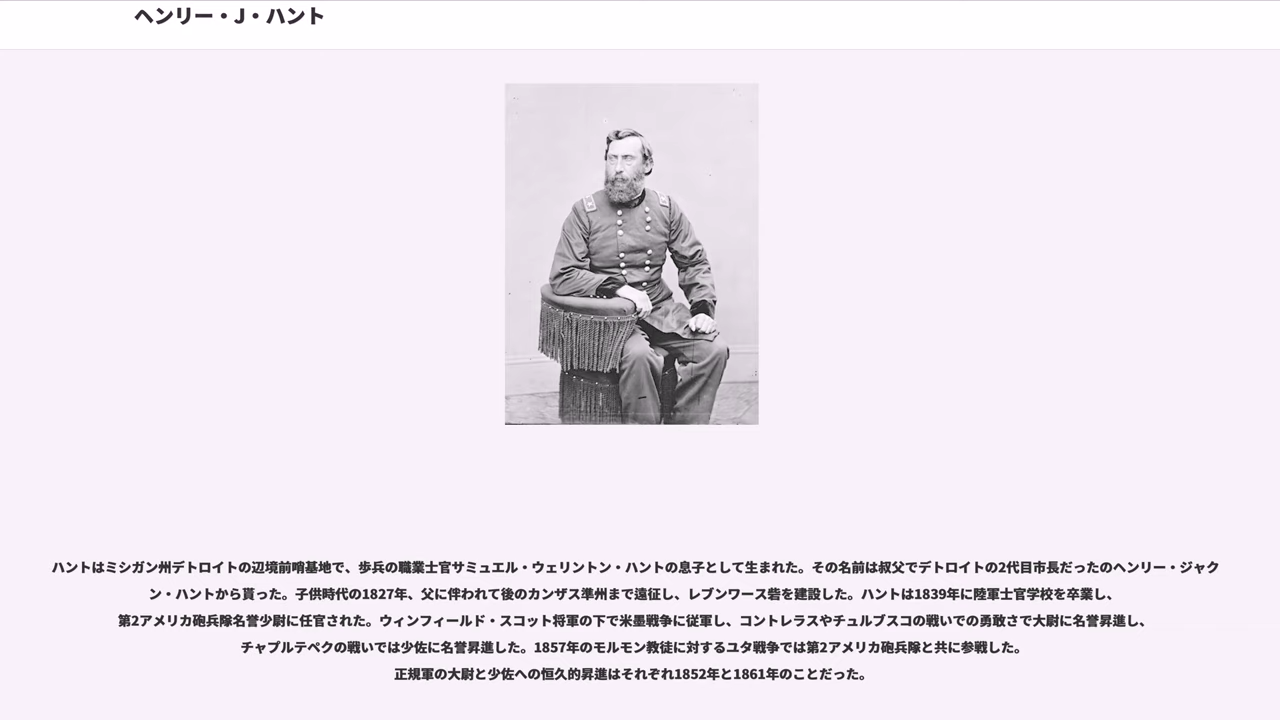 ヘンリー・J・ハント
ハントはミシガン州デトロイトの辺境前哨基地で、歩兵の職業士官サミュエル・ウェリントン・ハントの息子として生まれた。その名前は叔父でデトロイトの2代目市長だったのヘンリー・ジャク
ン・ハントから貰った。子供時代の1827年、父に伴われて後のカンザス準州まで遠征し、レブンワース砦を建設した。ハントは1839年に陸軍士官学校を卒業し、
第2アメリカ砲兵隊名誉少尉に任官された。ウィンフィールド・スコット将軍の下で米墨戦争に従軍し、コントレラスやチュルブスコの戦いでの勇敢さで大尉に名誉昇進し、
チャプルテペクの戦いでは少佐に名誉昇進した。1857年のモルモン教徒に対するユタ戦争では第2アメリカ砲兵隊と共に参戦した。
正規軍の大尉と少佐への恒久的昇進はそれぞれ1852年と1861年のことだった。